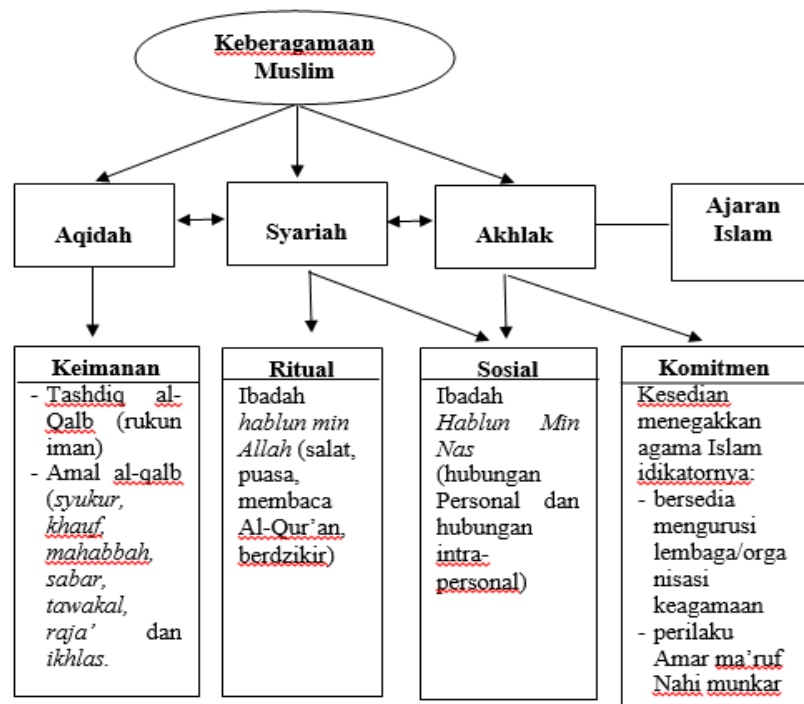 Keberagamaan
Muslim
Aqidah
Syariah
Akhlak
Ajaran
Islam
Keimanan
- Tashdiq al-
Qalb (rukun
iman)
- Amal al-qalb
(syukur,
khauf,
mahabbah,
sabar,
tawakal,
raja’ dan
ikhlas.
Ritual
Ibadah
hablun min
Allah (salat,
puasa,
membaca
Al-Qur’an,
berdzikir)
Sosial
Ibadah
Hablun Min
Nas
(hubungan
Personal dan
hubungan
intra-
personal)
Komitmen
Kesedian
menegakkan
agama Islam
idikatornya:
- bersedia
mengurusi
lembaga/orga
nisasi
keagamaan
- perilaku
Amar ma’ruf
Nahi munkar